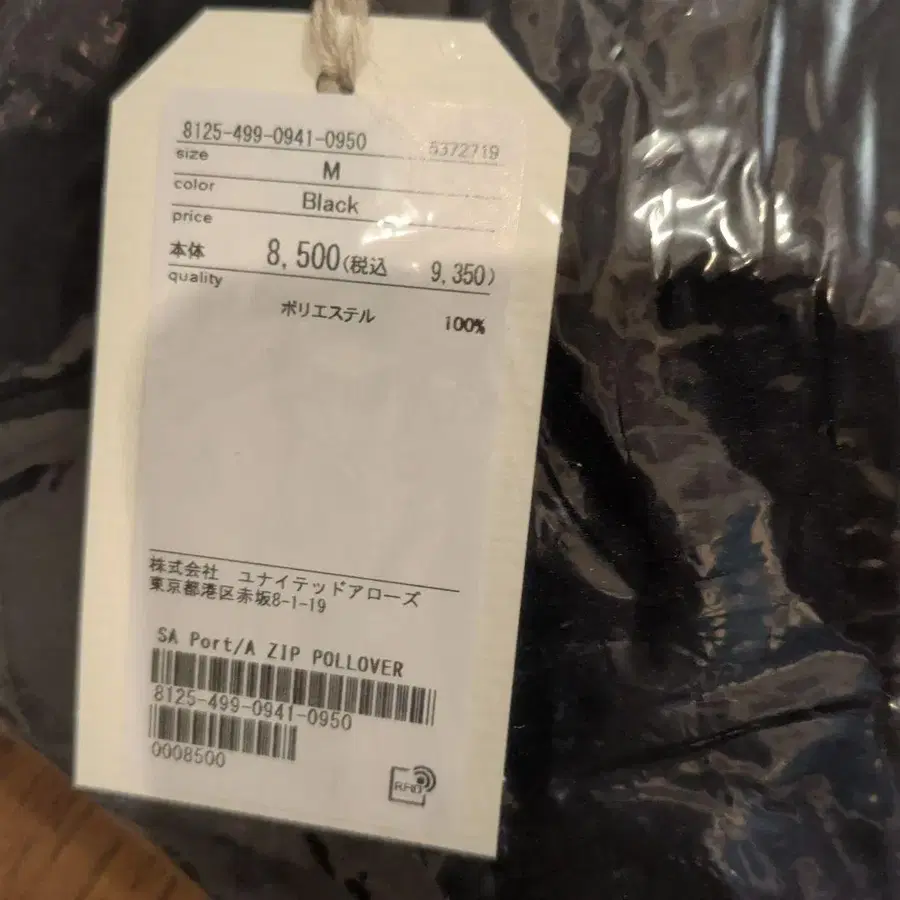 8125-499-0941-0950 5372719
size M
color Black
price
本体 8,500(税込 9,350)
quality
ポリエステル 100%
株式会社 ユナイテッドアローズ
東京都港区赤坂8-1-19
SA Port/A ZIP POLLOVER
8125-499-0941-0950
0008500
RFID